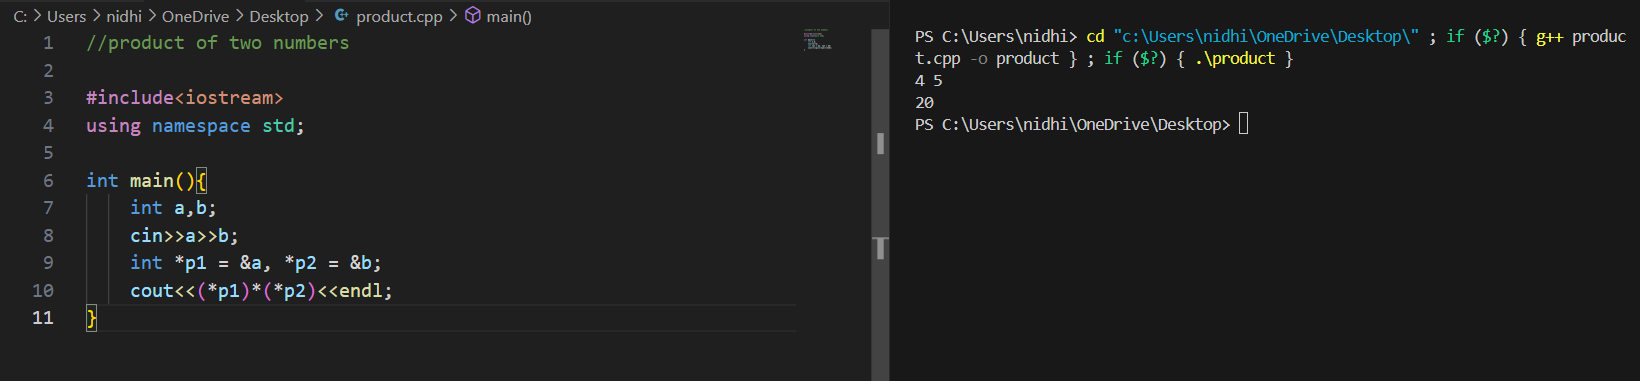 C: > Users > nidhi > OneDrive > Desktop > product.cpp > main()
1 //product of two numbers
2
3 #include<iostream>
4 using namespace std;
5
6 int main(){
7 int a,b;
8 cin>>a>>b;
9 int *p1 = &a, *p2 = &b;
10 cout<<(*p1)*(*p2)<<endl;
11 }
PS C:\Users\nidhi> cd "c:\Users\nidhi\OneDrive\Desktop\" ; if ($?) { g++ produc
t.cpp -o product } ; if ($?) { .\product }
4 5
20
PS C:\Users\nidhi\OneDrive\Desktop>